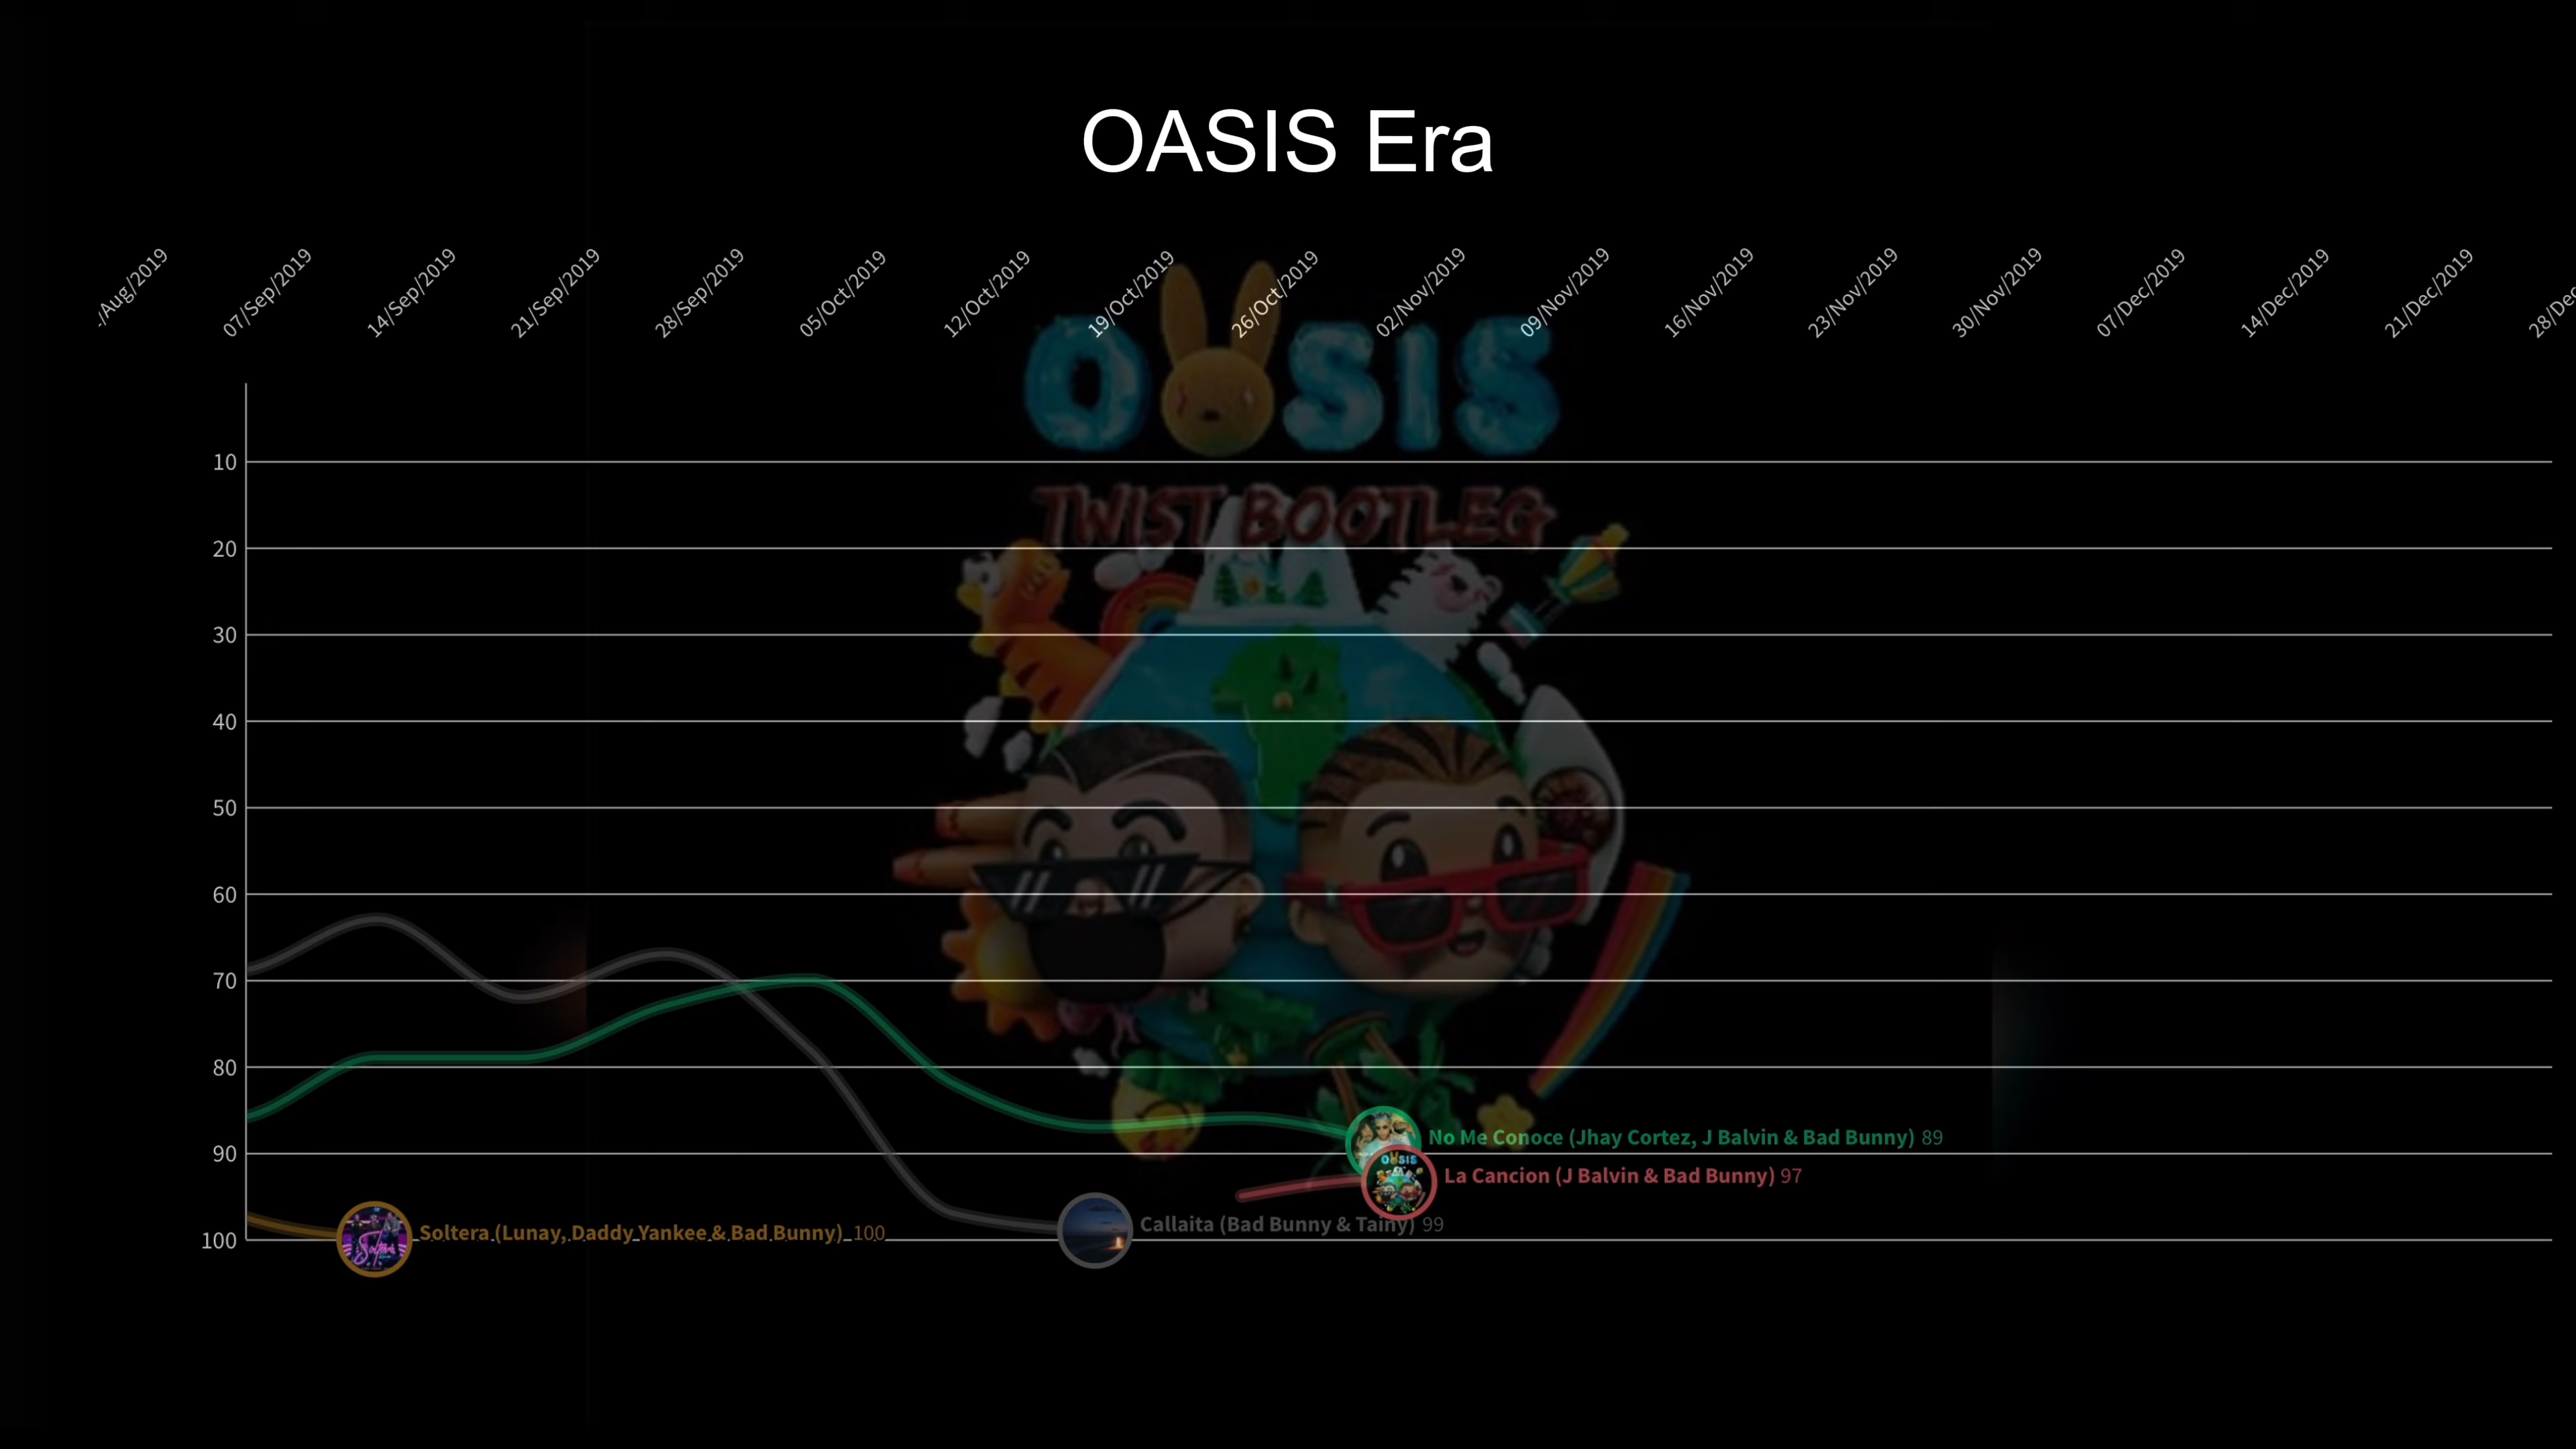 OASIS Era
/Aug/2019
07/Sep/2019
14/Sep/2019
21/Sep/2019
28/Sep/2019
05/Oct/2019
12/Oct/2019
19/Oct/2019
26/Oct/2019
02/Nov/2019
09/Nov/2019
16/Nov/2019
23/Nov/2019
30/Nov/2019
07/Dec/2019
14/Dec/2019
21/Dec/2019
28/Dec
OASIS
TWIST BOOTLEG
10
20
30
40
50
60
70
80
90
100
No Me Conoce (Jhay Cortez, J Balvin & Bad Bunny) 89
OASIS
La Cancion (J Balvin & Bad Bunny) 97
Callaita (Bad Bunny & Tainy) 99
Soltera
Soltera (Lunay, Daddy Yankee & Bad Bunny) 100